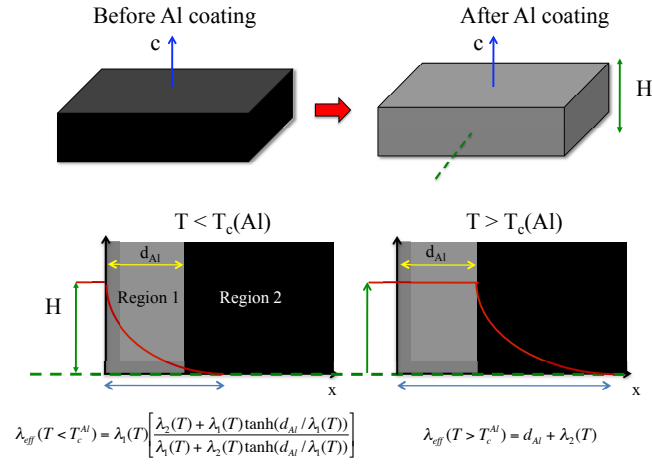 Before Al coating
After Al coating
c
c
H
T < T_c(Al)
T > T_c(Al)
d_Al
d_Al
H
Region 1
Region 2
x
x
λ_eff(T < T_c^Al) = λ_1(T)[(λ_2(T) + λ_1(T)tanh(d_Al / λ_1(T))) / (λ_1(T) + λ_2(T)tanh(d_Al / λ_1(T)))]
λ_eff(T > T_c^Al) = d_Al + λ_2(T)